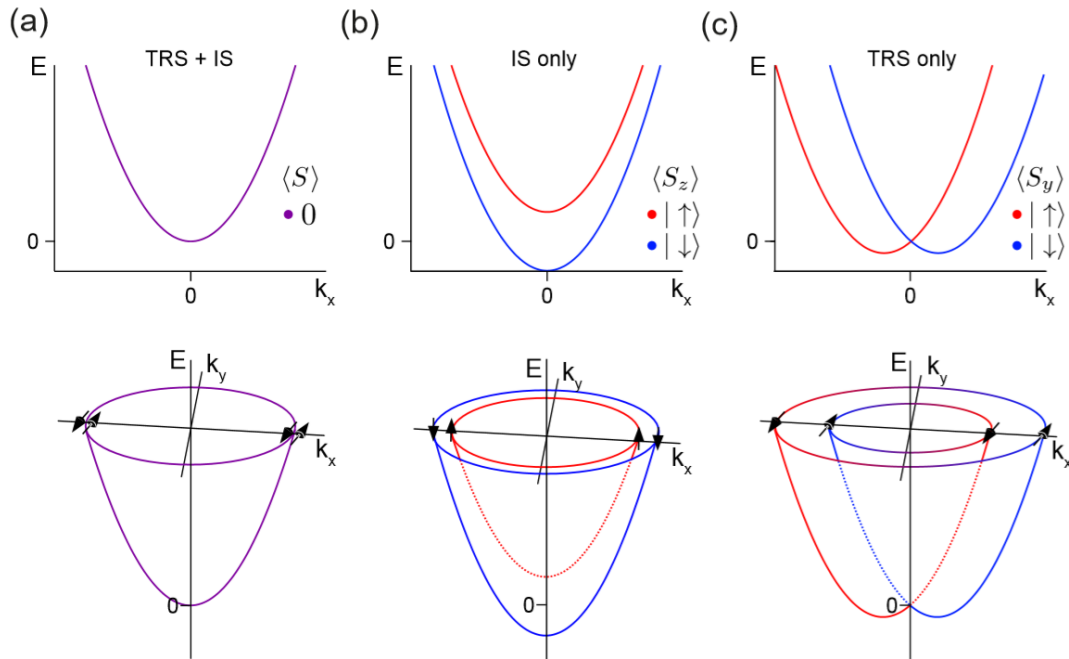 (a)
TRS + IS
E
⟨S⟩
0
0
0
k_x
(b)
IS only
E
⟨S_z⟩
| ↑⟩
| ↓⟩
0
0
k_x
(c)
TRS only
E
⟨S_y⟩
| ↑⟩
| ↓⟩
0
0
k_x
E
k_y
k_x
0
E
k_y
k_x
0
E
k_y
k_x
0